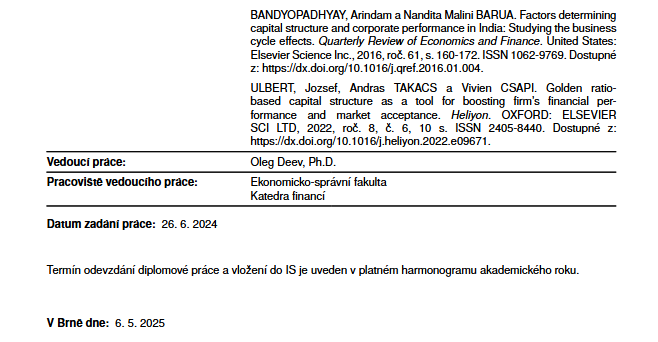 BANDYOPADHYAY, Arindam a Nandita Malini BARUA. Factors determining
capital structure and corporate performance in India: Studying the business
cycle effects. Quarterly Review of Economics and Finance. United States:
Elsevier Science Inc., 2016, roč. 61, s. 160-172. ISSN 1062-9769. Dostupné
z: https://dx.doi.org/10.1016/j.qref.2016.01.004.
ULBERT, Jozsef, Andras TAKACS a Vivien CSAPI. Golden ratio-
based capital structure as a tool for boosting firm's financial per-
formance and market acceptance. Heliyon. OXFORD: ELSEVIER
SCI LTD, 2022, roč. 8, č. 6, 10 s. ISSN 2405-8440. Dostupné z:
https://dx.doi.org/10.1016/j.heliyon.2022.e09671.
Vedoucí práce: Oleg Deev, Ph.D.
Pracoviště vedoucího práce: Ekonomicko-správní fakulta
Katedra financí
Datum zadání práce: 26. 6. 2024
Termín odevzdání diplomové práce a vložení do IS je uveden v platném harmonogramu akademického roku.
V Brně dne: 6. 5. 2025